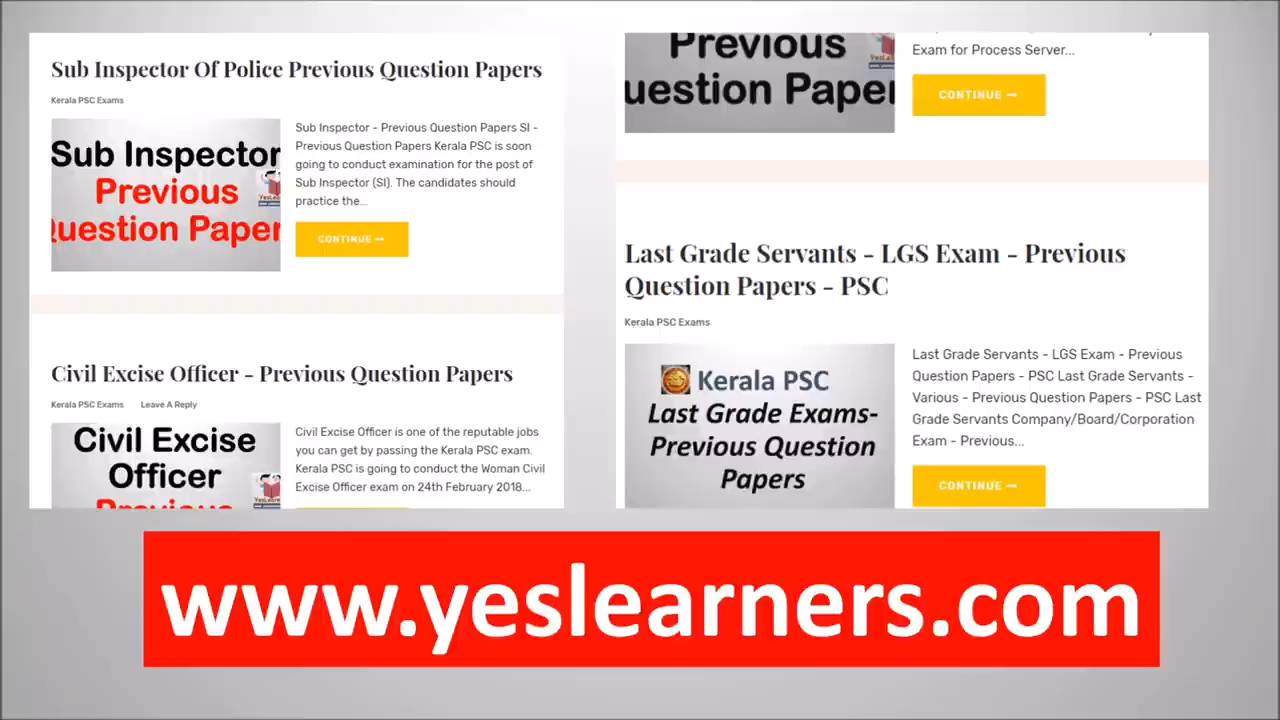 Sub Inspector Of Police Previous Question Papers
Kerala PSC Exams
Sub Inspector
Previous
Question Paper
Sub Inspector - Previous Question Papers SI -
Previous Question Papers Kerala PSC is soon
going to conduct examination for the post of
Sub Inspector (SI). The candidates should
practice the...
CONTINUE →
Civil Excise Officer - Previous Question Papers
Kerala PSC Exams Leave A Reply
Civil Excise
Officer
Previous
YesLearn
Civil Excise Officer is one of the reputable jobs
you can get by passing the Kerala PSC exam.
Kerala PSC is going to conduct the Woman Civil
Excise Officer exam on 24th February 2018...
Previous
uestion Paper
Exam for Process Server...
CONTINUE →
Last Grade Servants - LGS Exam - Previous
Question Papers - PSC
Kerala PSC Exams
Kerala PSC
Last Grade Exams-
Previous Question
Papers
Last Grade Servants - LGS Exam - Previous
Question Papers - PSC Last Grade Servants -
Various - Previous Question Papers - PSC Last
Grade Servants Company/Board/Corporation
Exam - Previous...
CONTINUE →
www.yeslearners.com